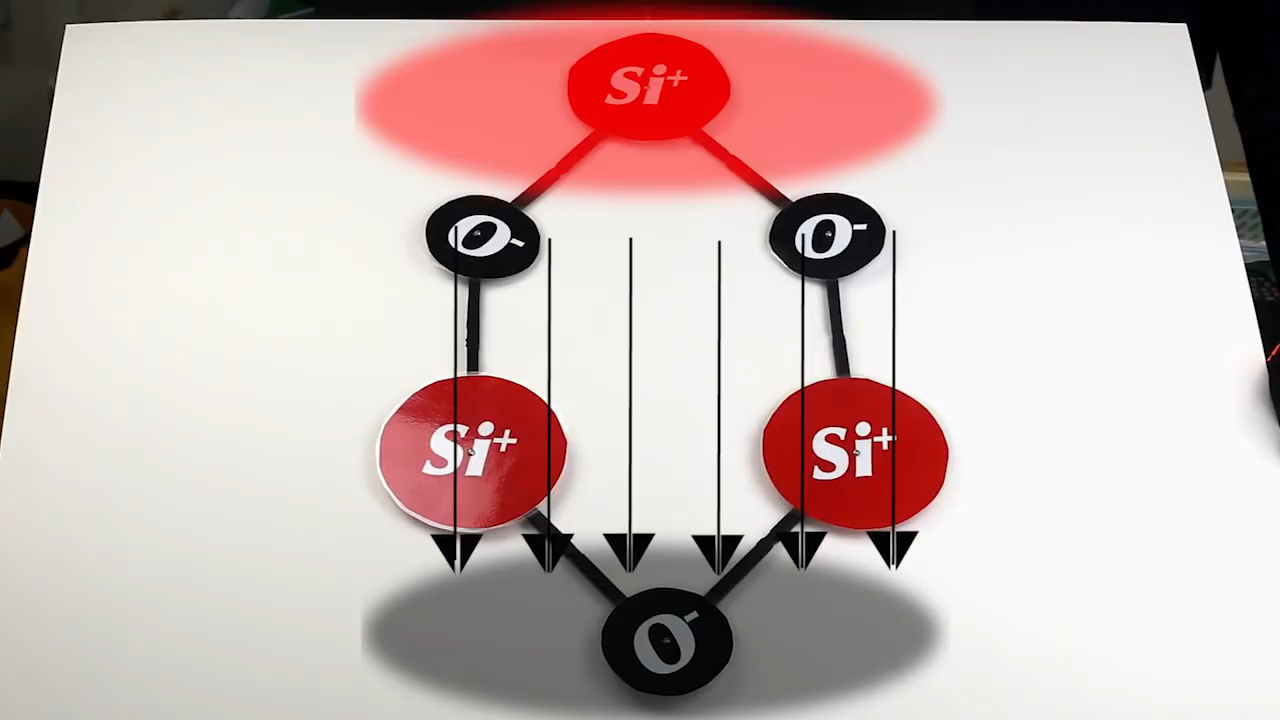 Si+
O- O-
Si+ Si+
O-